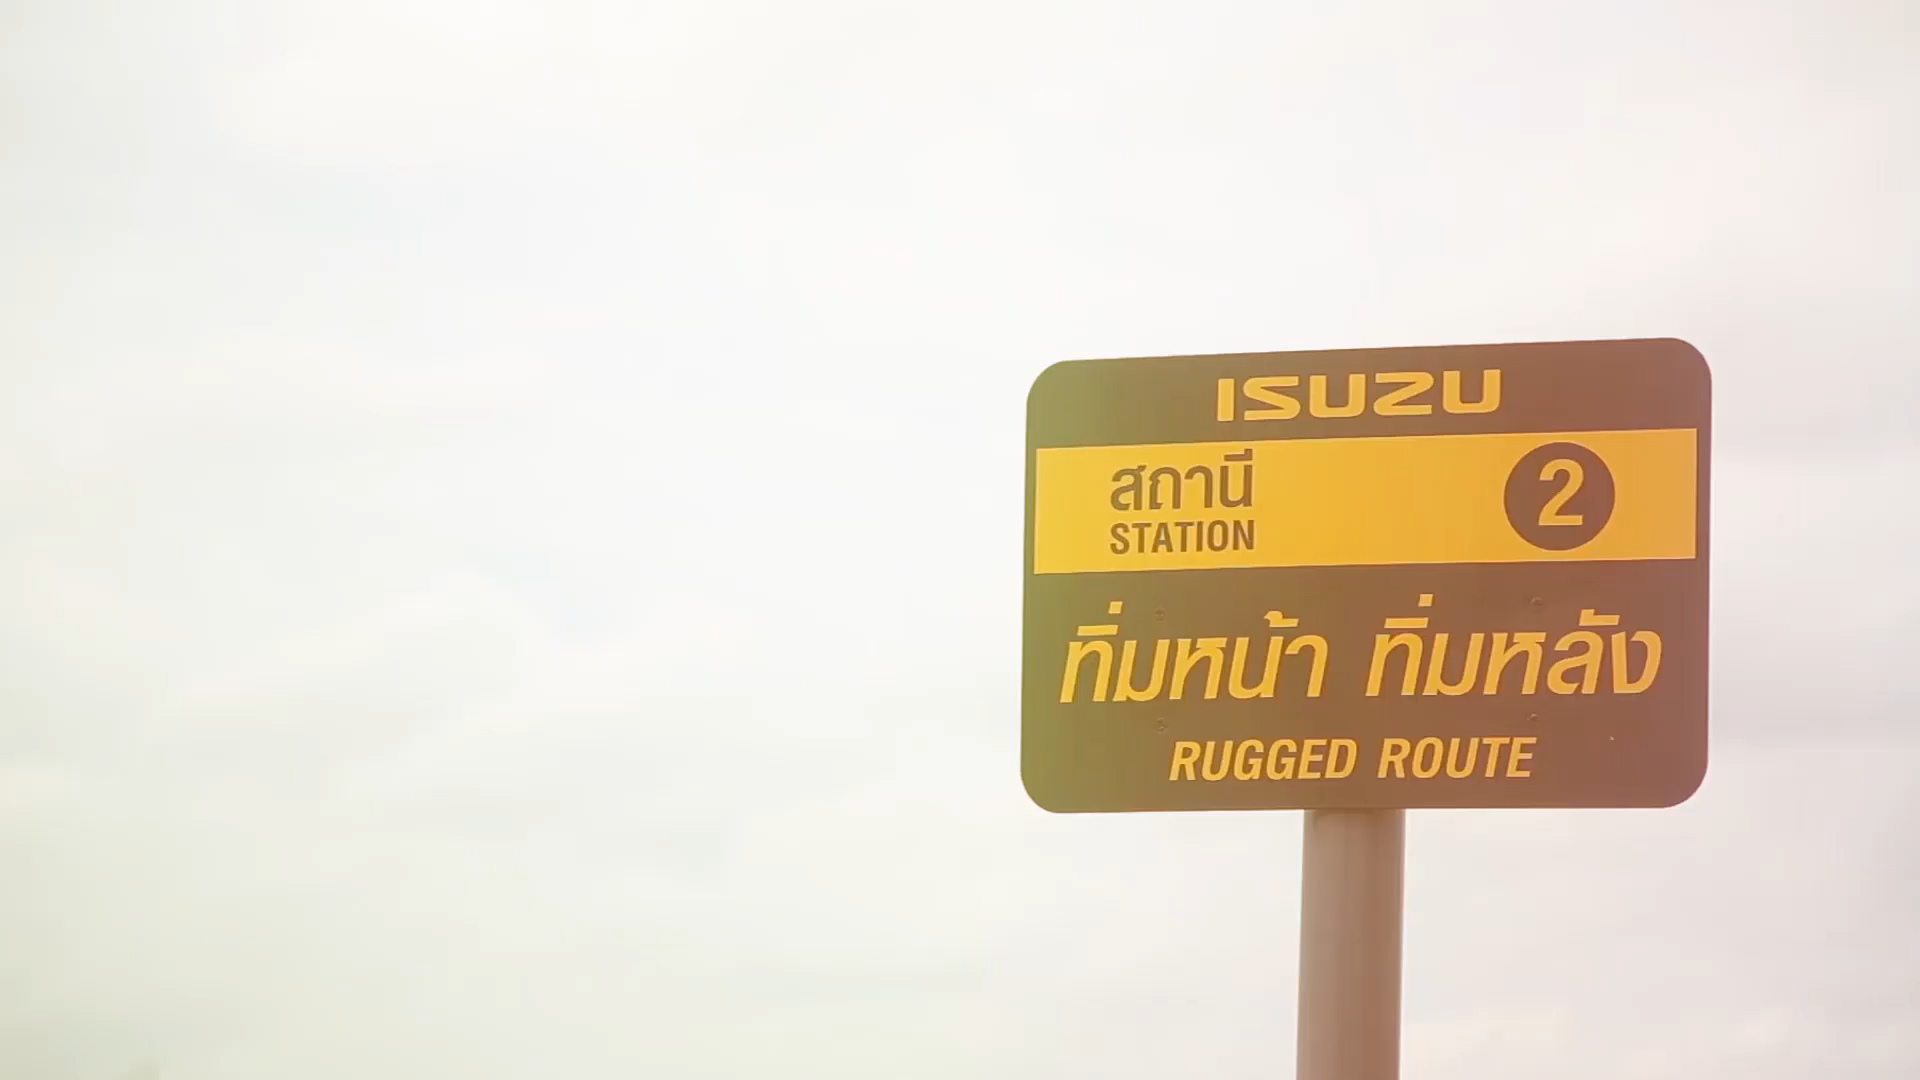 ISUZU
สถานี
STATION
2
ทิ่มหน้า ทิ่มหลัง
RUGGED ROUTE